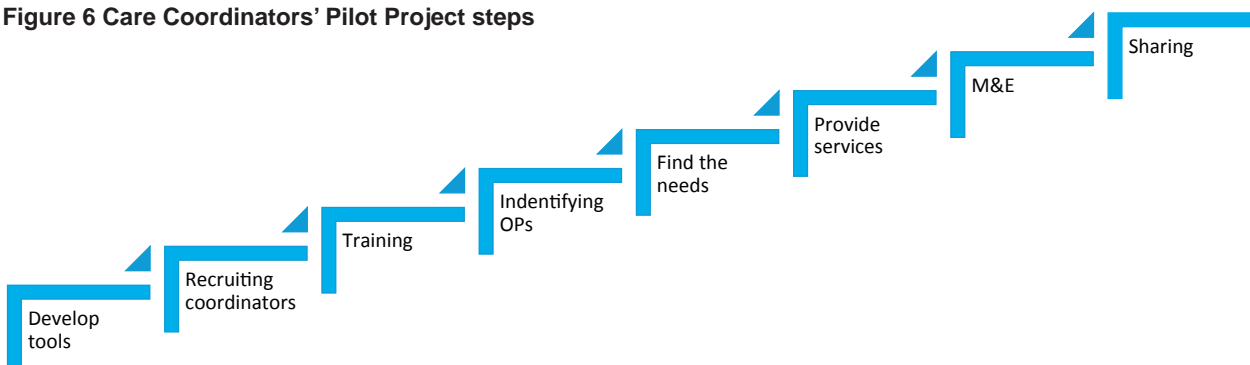 Figure 6 Care Coordinators’ Pilot Project steps
Develop
tools
Recruiting
coordinators
Training
Indentifying
OPs
Find the
needs
Provide
services
M&E
Sharing